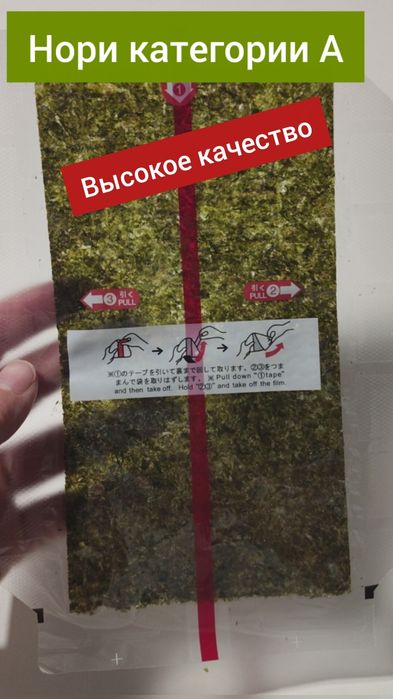 Нори категории А
1
Высокое качество
3 引く PULL
引く PULL 2
※①のテープを引いて裏まで回して取ります。②③をつま
まんで袋を取りはずします。 ※ Pull down "①tape"
and then take off. Hold "②③" and take off the film.